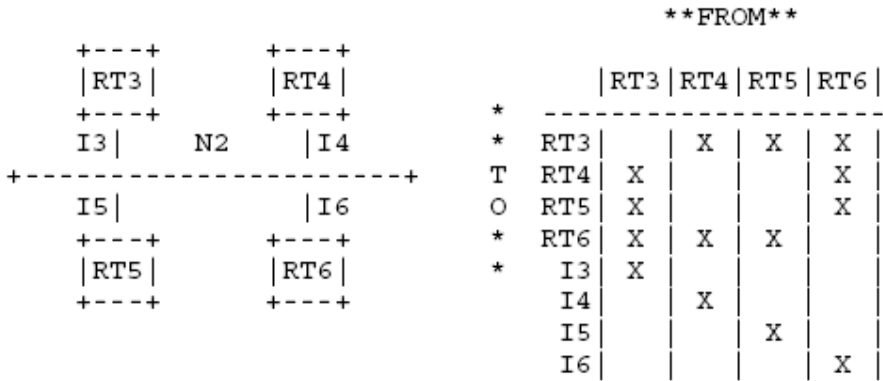 **FROM**
+---+ +---+
|RT3| |RT4| |RT3|RT4|RT5|RT6|
+---+ +---+ * --------------------
I3| N2 |I4 * RT3| | X | X | X |
+----------------------+ T RT4| X | | | X |
I5| |I6 O RT5| X | | | X |
+---+ +---+ * RT6| X | X | X | |
|RT5| |RT6| * I3| X | | | |
+---+ +---+ I4| | X | | |
I5| | | X | |
I6| | | | X |